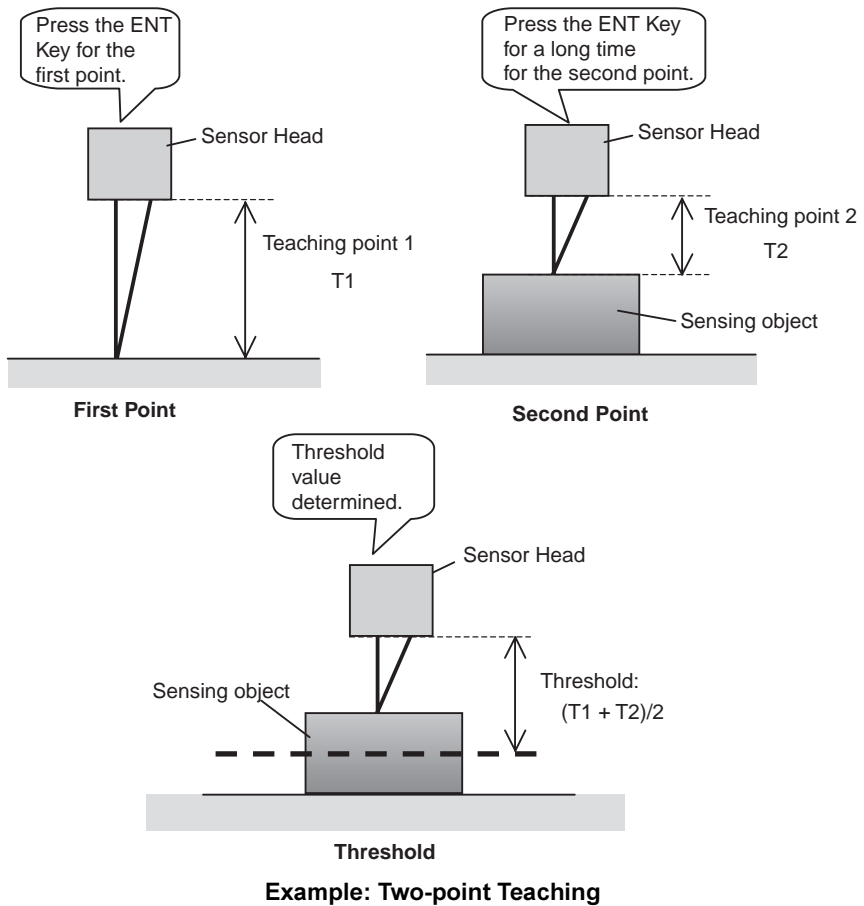 Press the ENT
Key for the
first point.
Sensor Head
Teaching point 1
T1
First Point
Press the ENT Key
for a long time
for the second point.
Sensor Head
Teaching point 2
T2
Sensing object
Second Point
Threshold
value
determined.
Sensor Head
Sensing object
Threshold:
(T1 + T2)/2
Threshold
Example: Two-point Teaching